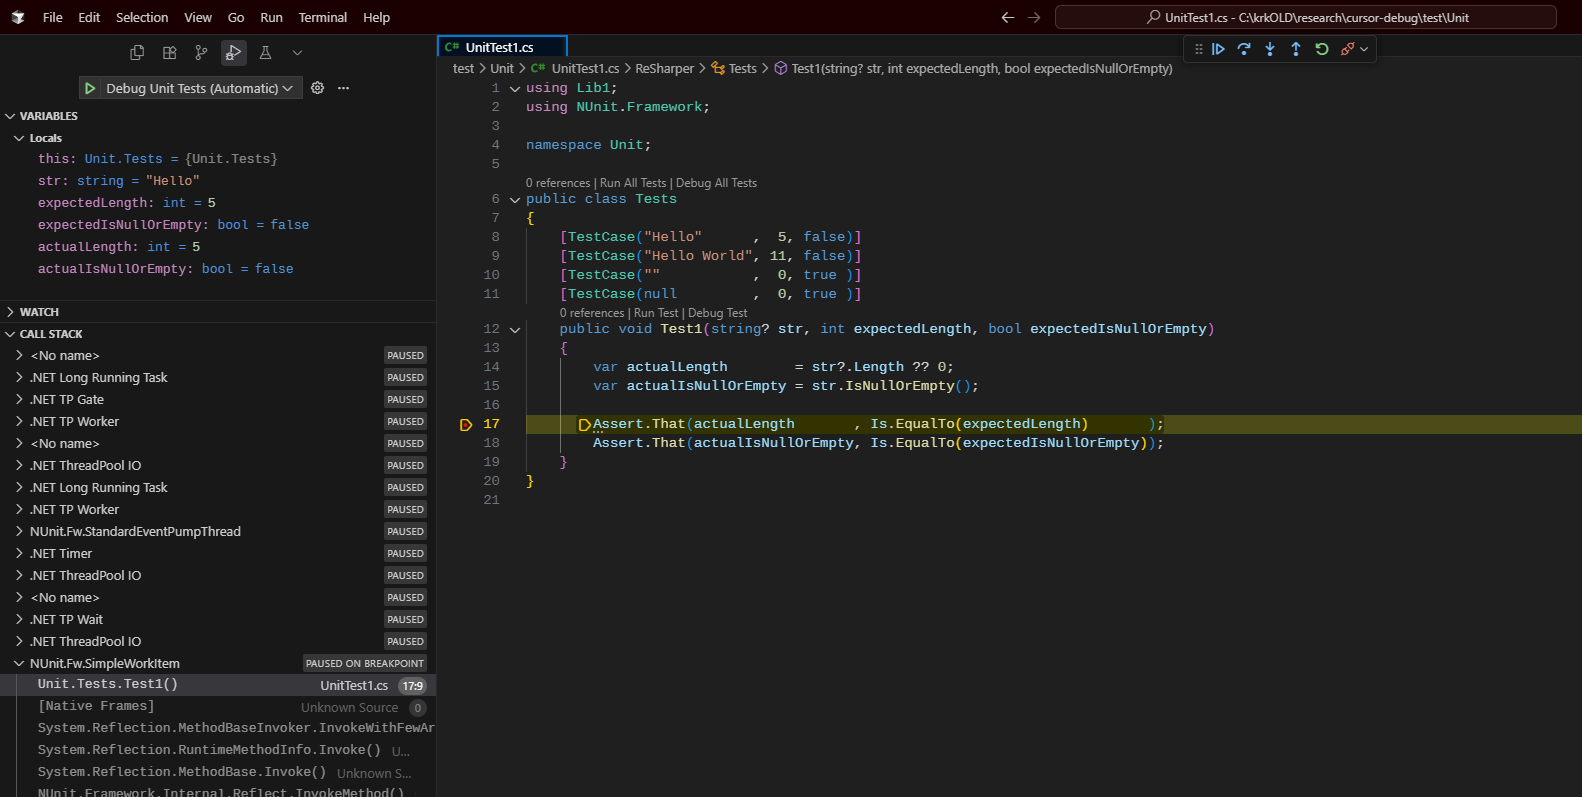 File Edit Selection View Go Run Terminal Help
UnitTest1.cs - C:\krkOLD\research\cursor-debug\test\Unit
Debug Unit Tests (Automatic)
VARIABLES
Locals
this: Unit.Tests = {Unit.Tests}
str: string = "Hello"
expectedLength: int = 5
expectedIsNullOrEmpty: bool = false
actualLength: int = 5
actualIsNullOrEmpty: bool = false
WATCH
CALL STACK
<No name> PAUSED
.NET Long Running Task PAUSED
.NET TP Gate PAUSED
.NET TP Worker PAUSED
<No name> PAUSED
.NET ThreadPool IO PAUSED
.NET Long Running Task PAUSED
.NET TP Worker PAUSED
NUnit.Fw.StandardEventPumpThread PAUSED
.NET Timer PAUSED
.NET ThreadPool IO PAUSED
<No name> PAUSED
.NET TP Wait PAUSED
.NET ThreadPool IO PAUSED
NUnit.Fw.SimpleWorkItem PAUSED ON BREAKPOINT
Unit.Tests.Test1() UnitTest1.cs 17:9
[Native Frames] Unknown Source 0
System.Reflection.MethodBaseInvoker.InvokeWithFewAr
System.Reflection.RuntimeMethodInfo.Invoke() U...
System.Reflection.MethodBase.Invoke() Unknown S...
NUnit.Framework.Internal.Reflect.InvokeMethod()
C# UnitTest1.cs
test > Unit > C# UnitTest1.cs > ReSharper > Tests > Test1(string? str, int expectedLength, bool expectedIsNullOrEmpty)
1 using Lib1;
2 using NUnit.Framework;
3
4 namespace Unit;
5
0 references | Run All Tests | Debug All Tests
6 public class Tests
7 {
8 [TestCase("Hello"      ,  5, false)]
9 [TestCase("Hello World", 11, false)]
10 [TestCase(""           ,  0, true )]
11 [TestCase(null         ,  0, true )]
0 references | Run Test | Debug Test
12 public void Test1(string? str, int expectedLength, bool expectedIsNullOrEmpty)
13 {
14 var actualLength        = str?.Length ?? 0;
15 var actualIsNullOrEmpty = str.IsNullOrEmpty();
16
17 Assert.That(actualLength       , Is.EqualTo(expectedLength)       );
18 Assert.That(actualIsNullOrEmpty, Is.EqualTo(expectedIsNullOrEmpty));
19 }
20 }
21